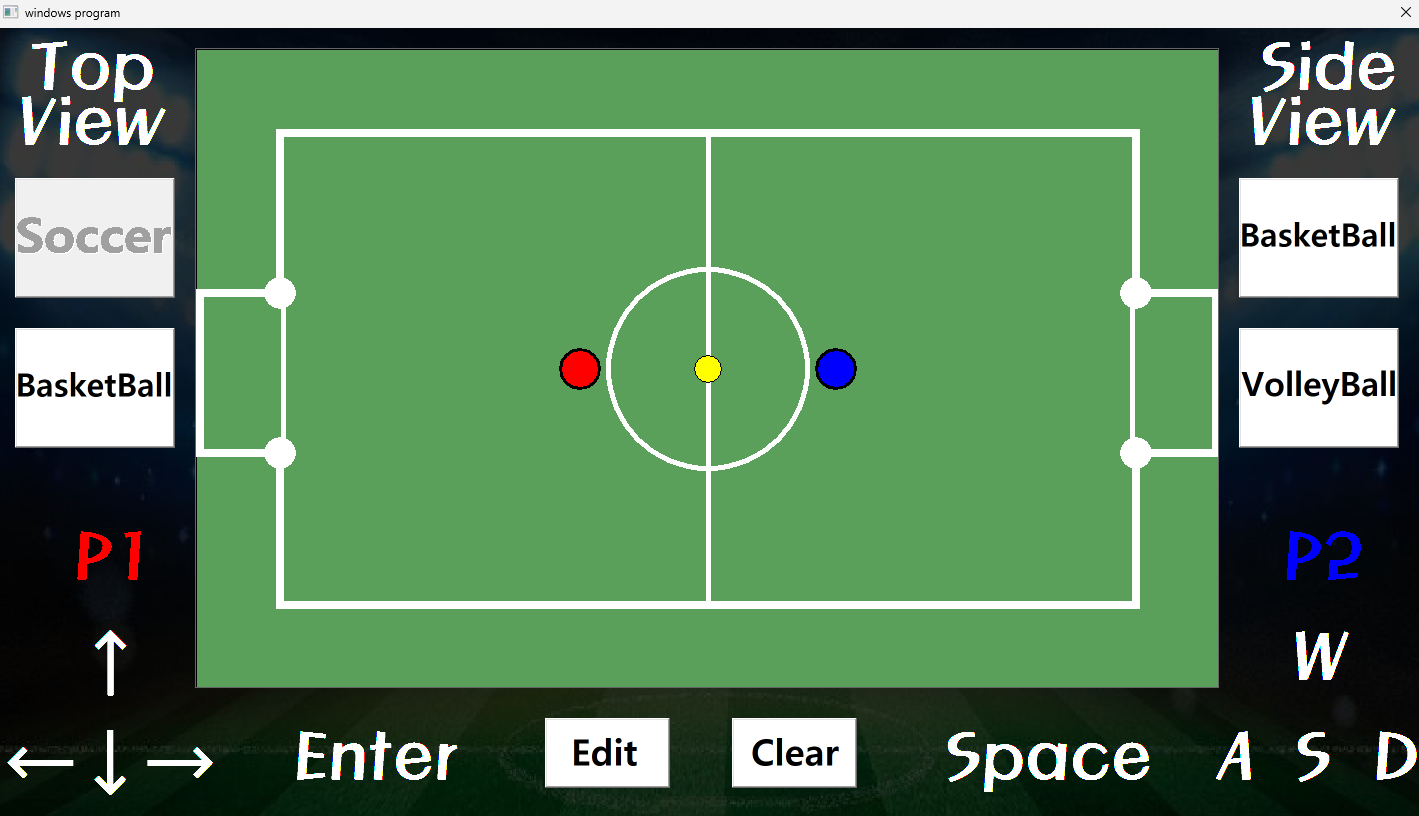 windows program
Top
View
Side
View
Soccer
BasketBall
BasketBall
VolleyBall
P1
P2
↑
W
← ↓ →
Enter
Edit
Clear
Space
A S D